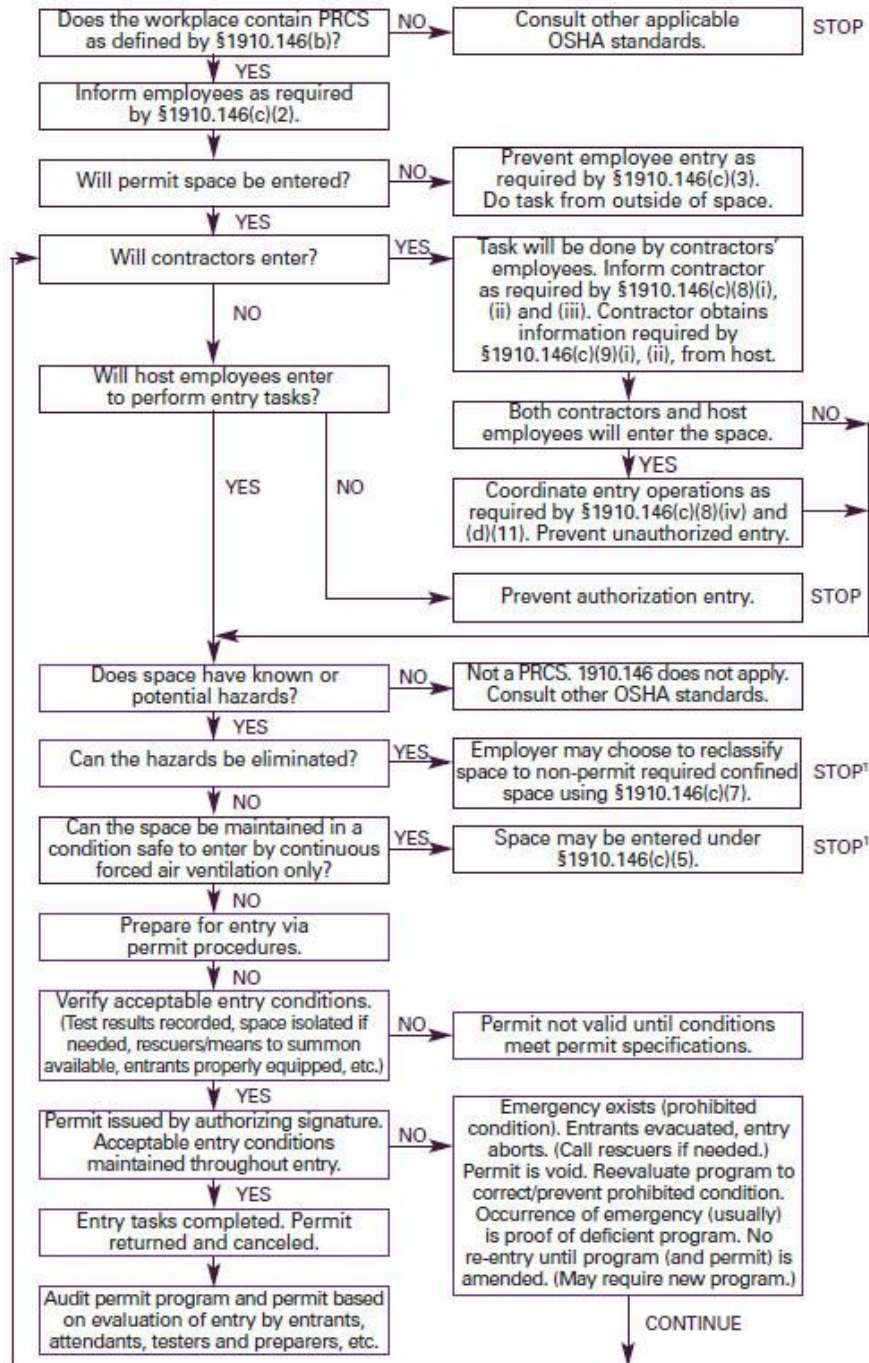 Does the workplace contain PRCS
as defined by §1910.146(b)?
NO
Consult other applicable
OSHA standards.
STOP
YES
Inform employees as required
by §1910.146(c)(2).
Will permit space be entered?
NO
Prevent employee entry as
required by §1910.146(c)(3).
Do task from outside of space.
YES
Will contractors enter?
YES
Task will be done by contractors'
employees. Inform contractor
as required by §1910.146(c)(8)(i),
(ii) and (iii). Contractor obtains
information required by
§1910.146(c)(9)(i), (ii), from host.
NO
Will host employees enter
to perform entry tasks?
Both contractors and host
employees will enter the space.
NO
YES
YES
NO
Coordinate entry operations as
required by §1910.146(c)(8)(iv) and
(d)(11). Prevent unauthorized entry.
Prevent authorization entry.
STOP
Does space have known or
potential hazards?
NO
Not a PRCS. 1910.146 does not apply.
Consult other OSHA standards.
YES
Can the hazards be eliminated?
YES
Employer may choose to reclassify
space to non-permit required confined
space using §1910.146(c)(7).
STOP¹
NO
Can the space be maintained in a
condition safe to enter by continuous
forced air ventilation only?
YES
Space may be entered under
§1910.146(c)(5).
STOP¹
NO
Prepare for entry via
permit procedures.
NO
Verify acceptable entry conditions.
(Test results recorded, space isolated if
needed, rescuers/means to summon
available, entrants properly equipped, etc.)
NO
Permit not valid until conditions
meet permit specifications.
YES
Permit issued by authorizing signature.
Acceptable entry conditions
maintained throughout entry.
NO
Emergency exists (prohibited
condition). Entrants evacuated, entry
aborts. (Call rescuers if needed.)
Permit is void. Reevaluate program to
correct/prevent prohibited condition.
Occurrence of emergency (usually)
is proof of deficient program. No
re-entry until program (and permit) is
amended. (May require new program.)
YES
Entry tasks completed. Permit
returned and canceled.
Audit permit program and permit based
on evaluation of entry by entrants,
attendants, testers and preparers, etc.
CONTINUE